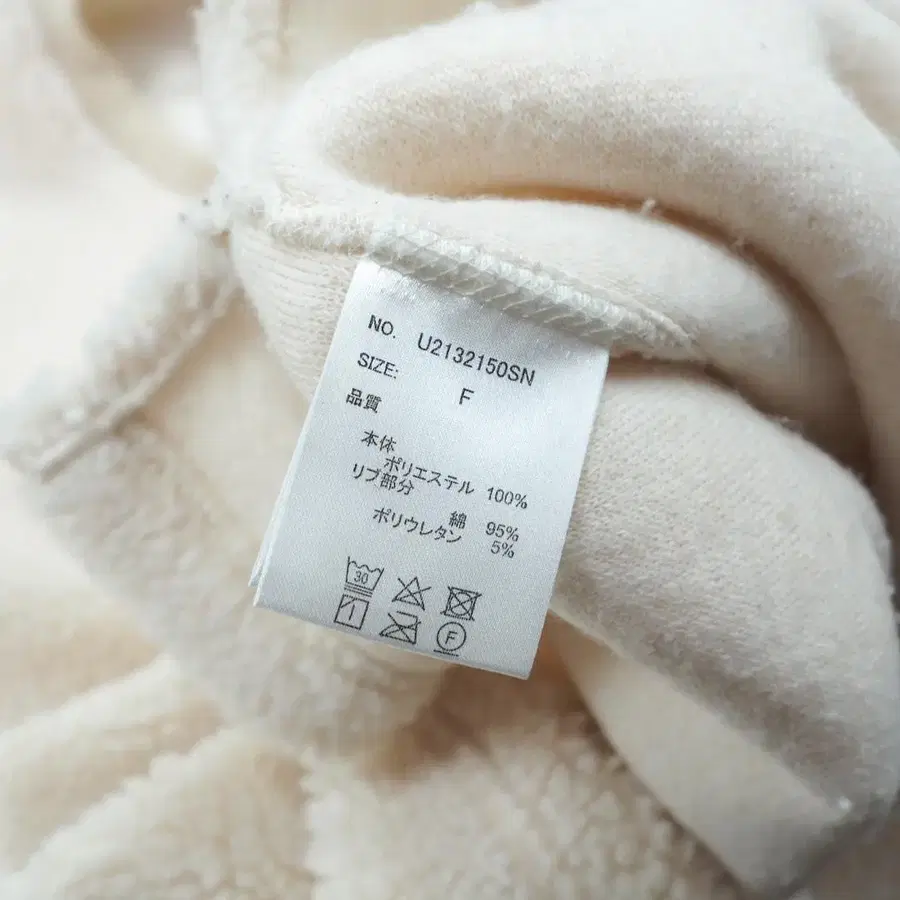 NO. U2132150SN
SIZE: F
品質
本体
ポリエステル 100%
リブ部分
綿 95%
ポリウレタン 5%
30
F